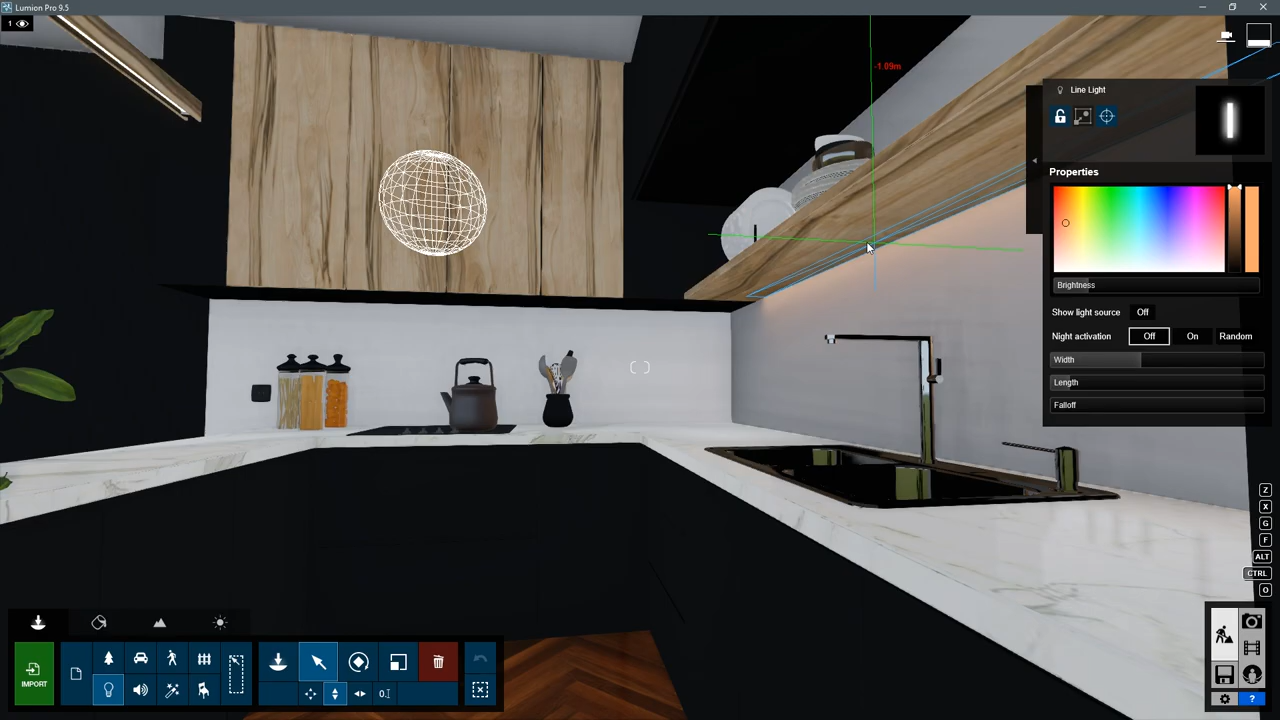 Lumion Pro 9.5
1
-1.09m
Line Light
Properties
Brightness
Show light source Off
Night activation Off On Random
Width
Length
Falloff
Z
X
G
F
ALT
CTRL
O
IMPORT
?